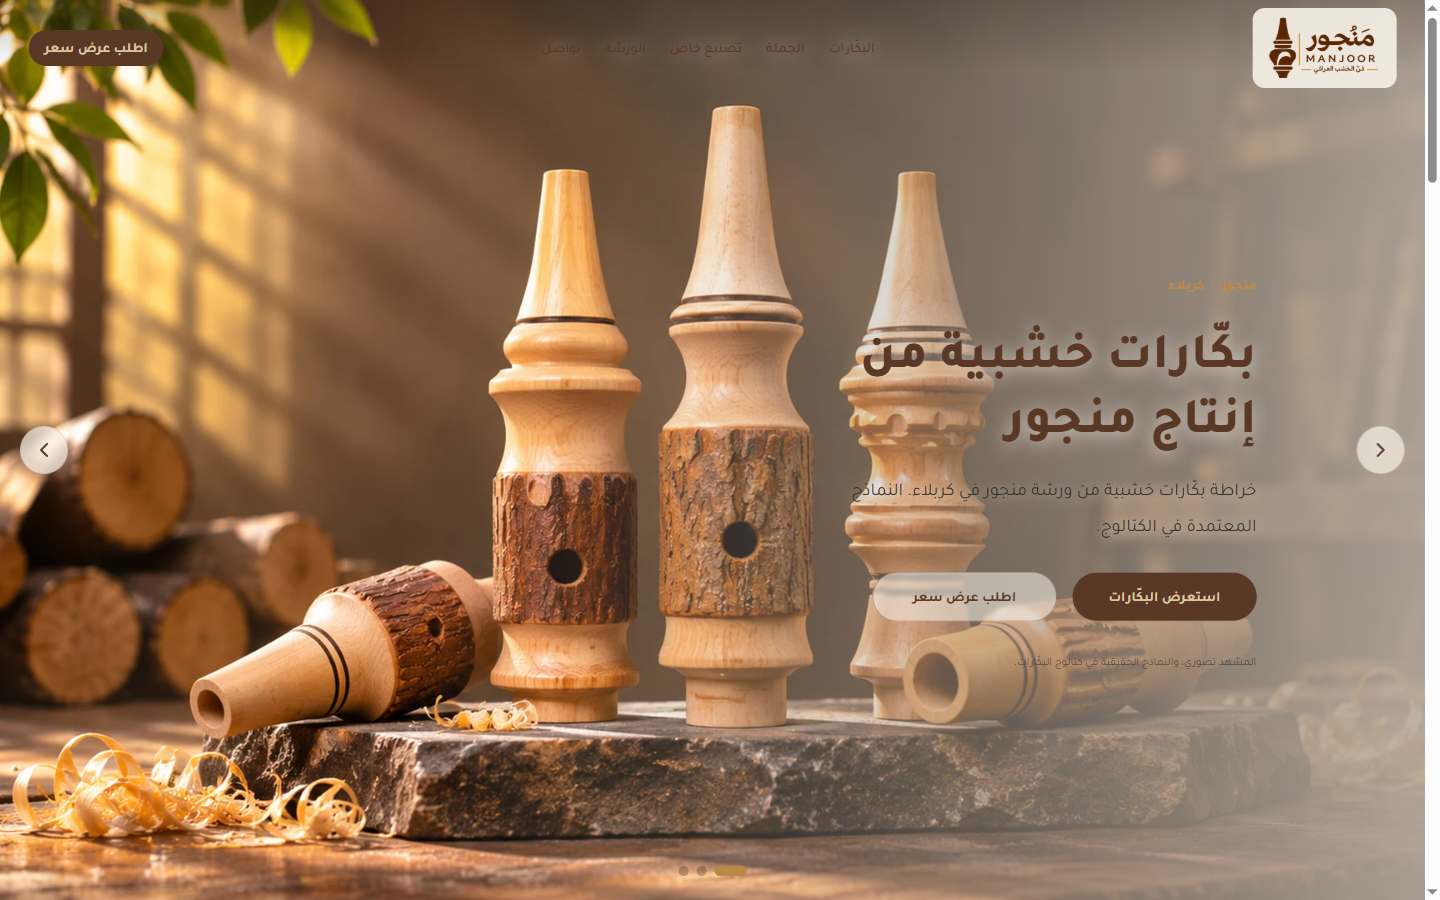 مَنْجور
MANJOOR
فنّ الخشب العراقي
البكّارات
الجملة
تصنيع خاص
الورشة
تواصل
اطلب عرض سعر
منجور · كربلاء
بكّارات خشبية من
إنتاج منجور
خراطة بكّارات خشبية من ورشة منجور في كربلاء. النماذج
المعتمدة في الكتالوج.
استعرض البكّارات
اطلب عرض سعر
المشهد تصوري، والنماذج الحقيقية في كتالوج البكّارات.